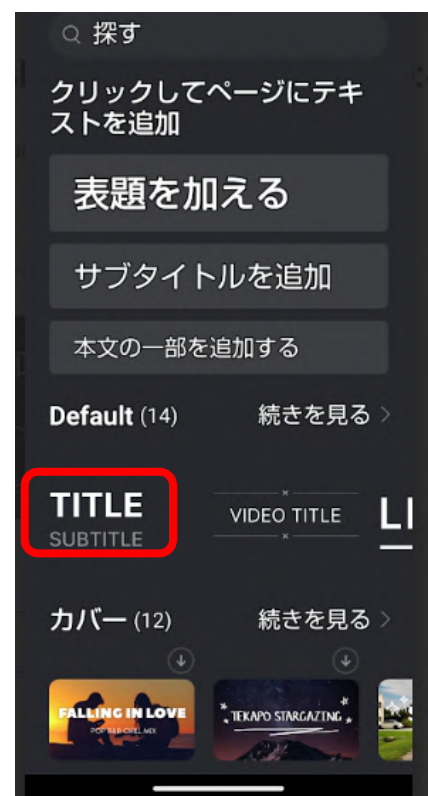 探す
クリックしてページにテキ
ストを追加
表題を加える
サブタイトルを追加
本文の一部を追加する
Default (14) 続きを見る >
TITLE
SUBTITLE
VIDEO TITLE
LI
カバー (12) 続きを見る >
FALLING IN LOVE
TEKAPO STARGAZING